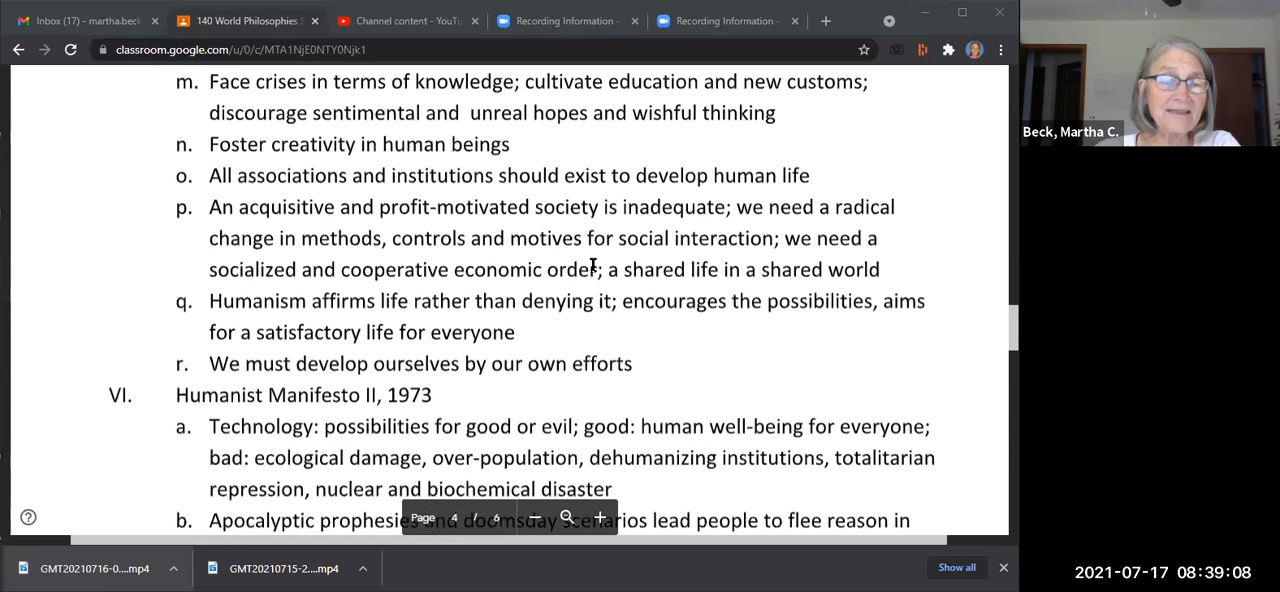 Inbox (17) - martha.bec
140 World Philosophies S
Channel content - YouTu
Recording Information -
Recording Information -
classroom.google.com/u/0/c/MTA1NjE0NTY0Njk1
m. Face crises in terms of knowledge; cultivate education and new customs;
discourage sentimental and unreal hopes and wishful thinking
n. Foster creativity in human beings
o. All associations and institutions should exist to develop human life
p. An acquisitive and profit-motivated society is inadequate; we need a radical
change in methods, controls and motives for social interaction; we need a
socialized and cooperative economic order; a shared life in a shared world
q. Humanism affirms life rather than denying it; encourages the possibilities, aims
for a satisfactory life for everyone
r. We must develop ourselves by our own efforts
VI. Humanist Manifesto II, 1973
a. Technology: possibilities for good or evil; good: human well-being for everyone;
bad: ecological damage, over-population, dehumanizing institutions, totalitarian
repression, nuclear and biochemical disaster
b. Apocalyptic prophesies and doomsday scenarios lead people to flee reason in
Page 4 / 6
Beck, Martha C.
GMT20210716-0....mp4
GMT20210715-2....mp4
Show all
2021-07-17 08:39:08